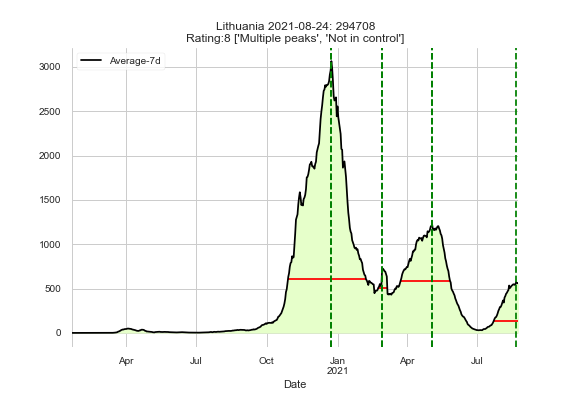 Lithuania 2021-08-24: 294708
Rating:8 ['Multiple peaks', 'Not in control']
Average-7d
3000
2500
2000
1500
1000
500
0
Apr Jul Oct Jan Apr Jul
2021
Date